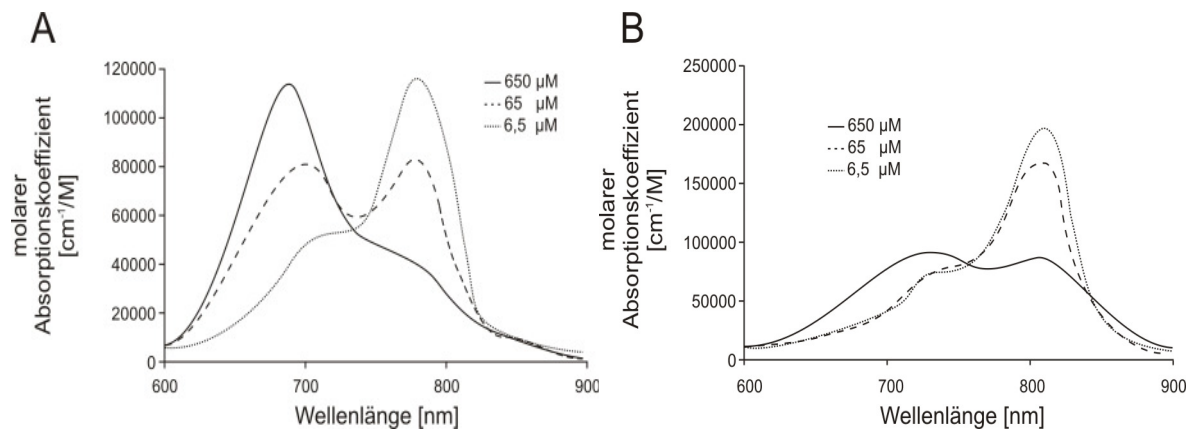 A
molarer
Absorptionskoeffizient
[cm⁻¹/M]
120000
100000
80000
60000
40000
20000
0
650 µM
65 µM
6,5 µM
600
700
800
900
Wellenlänge [nm]
B
molarer
Absorptionskoeffizient
[cm⁻¹/M]
250000
200000
150000
100000
50000
0
650 µM
65 µM
6,5 µM
600
700
800
900
Wellenlänge [nm]